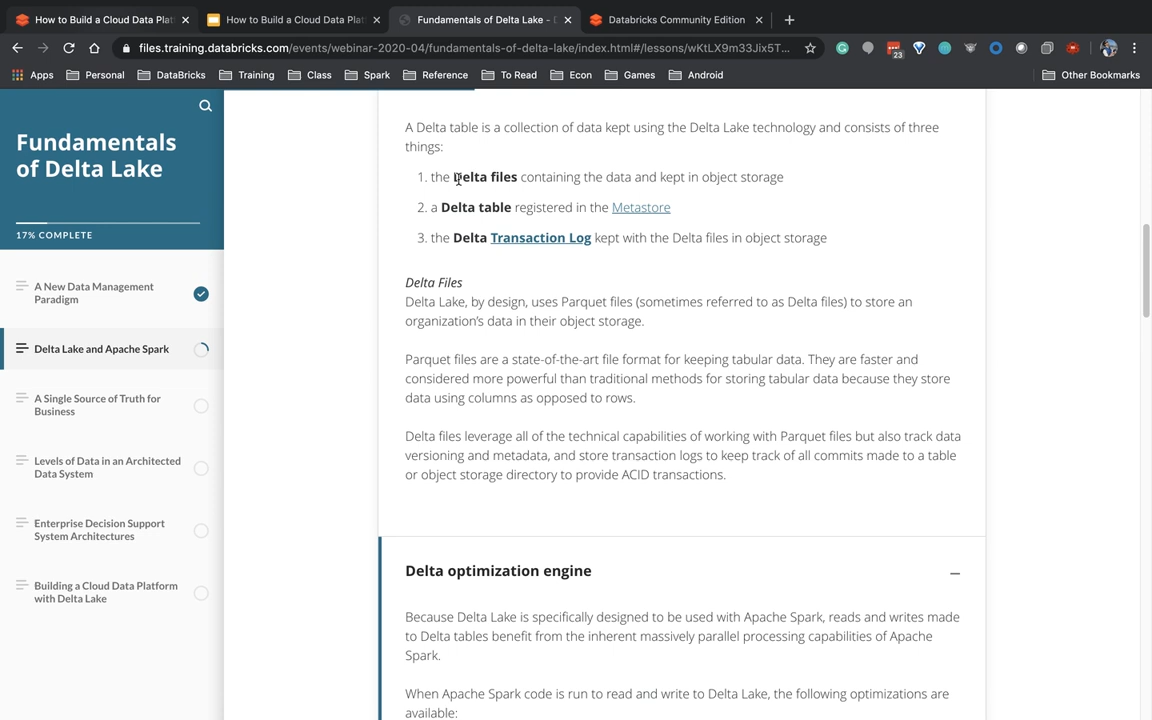 How to Build a Cloud Data Plat
How to Build a Cloud Data Plat
Fundamentals of Delta Lake - D
Databricks Community Edition
files.training.databricks.com/events/webinar-2020-04/fundamentals-of-delta-lake/index.html#/lessons/wKtLX9m33Jix5T...
23
Apps
Personal
DataBricks
Training
Class
Spark
Reference
To Read
Econ
Games
Android
Other Bookmarks
Fundamentals
of Delta Lake
17% COMPLETE
A New Data Management
Paradigm
Delta Lake and Apache Spark
A Single Source of Truth for
Business
Levels of Data in an Architected
Data System
Enterprise Decision Support
System Architectures
Building a Cloud Data Platform
with Delta Lake
A Delta table is a collection of data kept using the Delta Lake technology and consists of three
things:
1. the Delta files containing the data and kept in object storage
2. a Delta table registered in the Metastore
3. the Delta Transaction Log kept with the Delta files in object storage
Delta Files
Delta Lake, by design, uses Parquet files (sometimes referred to as Delta files) to store an
organization's data in their object storage.
Parquet files are a state-of-the-art file format for keeping tabular data. They are faster and
considered more powerful than traditional methods for storing tabular data because they store
data using columns as opposed to rows.
Delta files leverage all of the technical capabilities of working with Parquet files but also track data
versioning and metadata, and store transaction logs to keep track of all commits made to a table
or object storage directory to provide ACID transactions.
Delta optimization engine
Because Delta Lake is specifically designed to be used with Apache Spark, reads and writes made
to Delta tables benefit from the inherent massively parallel processing capabilities of Apache
Spark.
When Apache Spark code is run to read and write to Delta Lake, the following optimizations are
available: